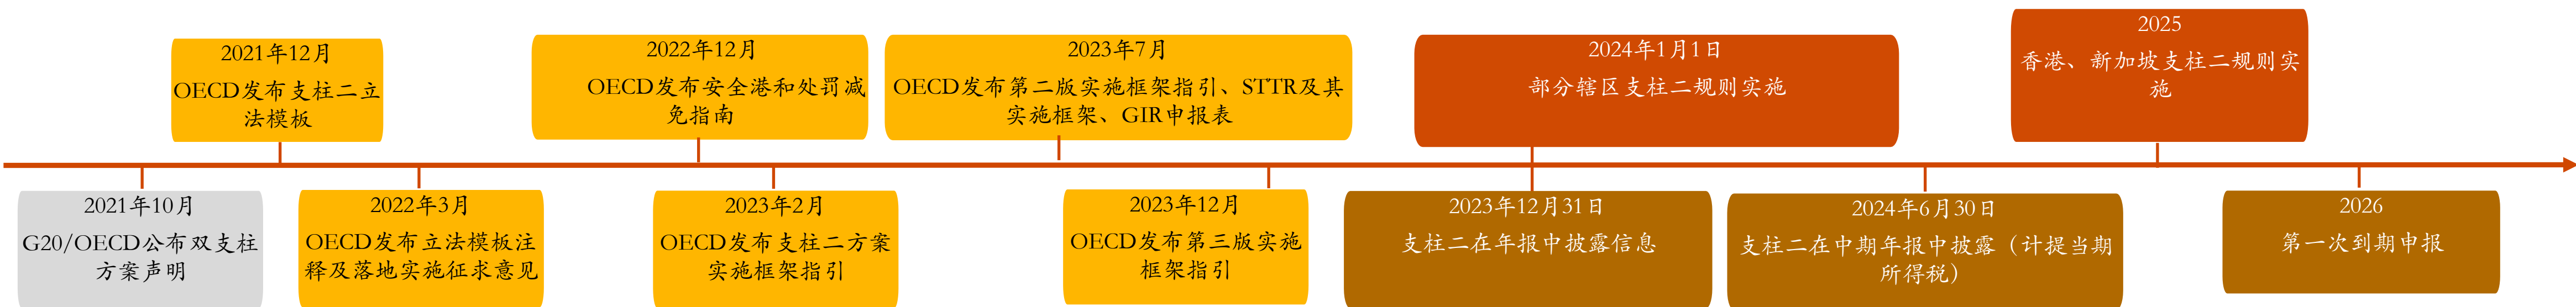 2021年12月
OECD发布支柱二立
法模板
2022年12月
OECD发布安全港和处罚减
免指南
2023年7月
OECD发布第二版实施框架指引、STTR及其
实施框架、GIR申报表
2024年1月1日
部分辖区支柱二规则实施
2025
香港、新加坡支柱二规则实
施
2021年10月
G20/OECD公布双支柱
方案声明
2022年3月
OECD发布立法模板注
释及落地实施征求意见
2023年2月
OECD发布支柱二方案
实施框架指引
2023年12月
OECD发布第三版实施
框架指引
2023年12月31日
支柱二在年报中披露信息
2024年6月30日
支柱二在中期年报中披露（计提当期
所得税）
2026
第一次到期申报